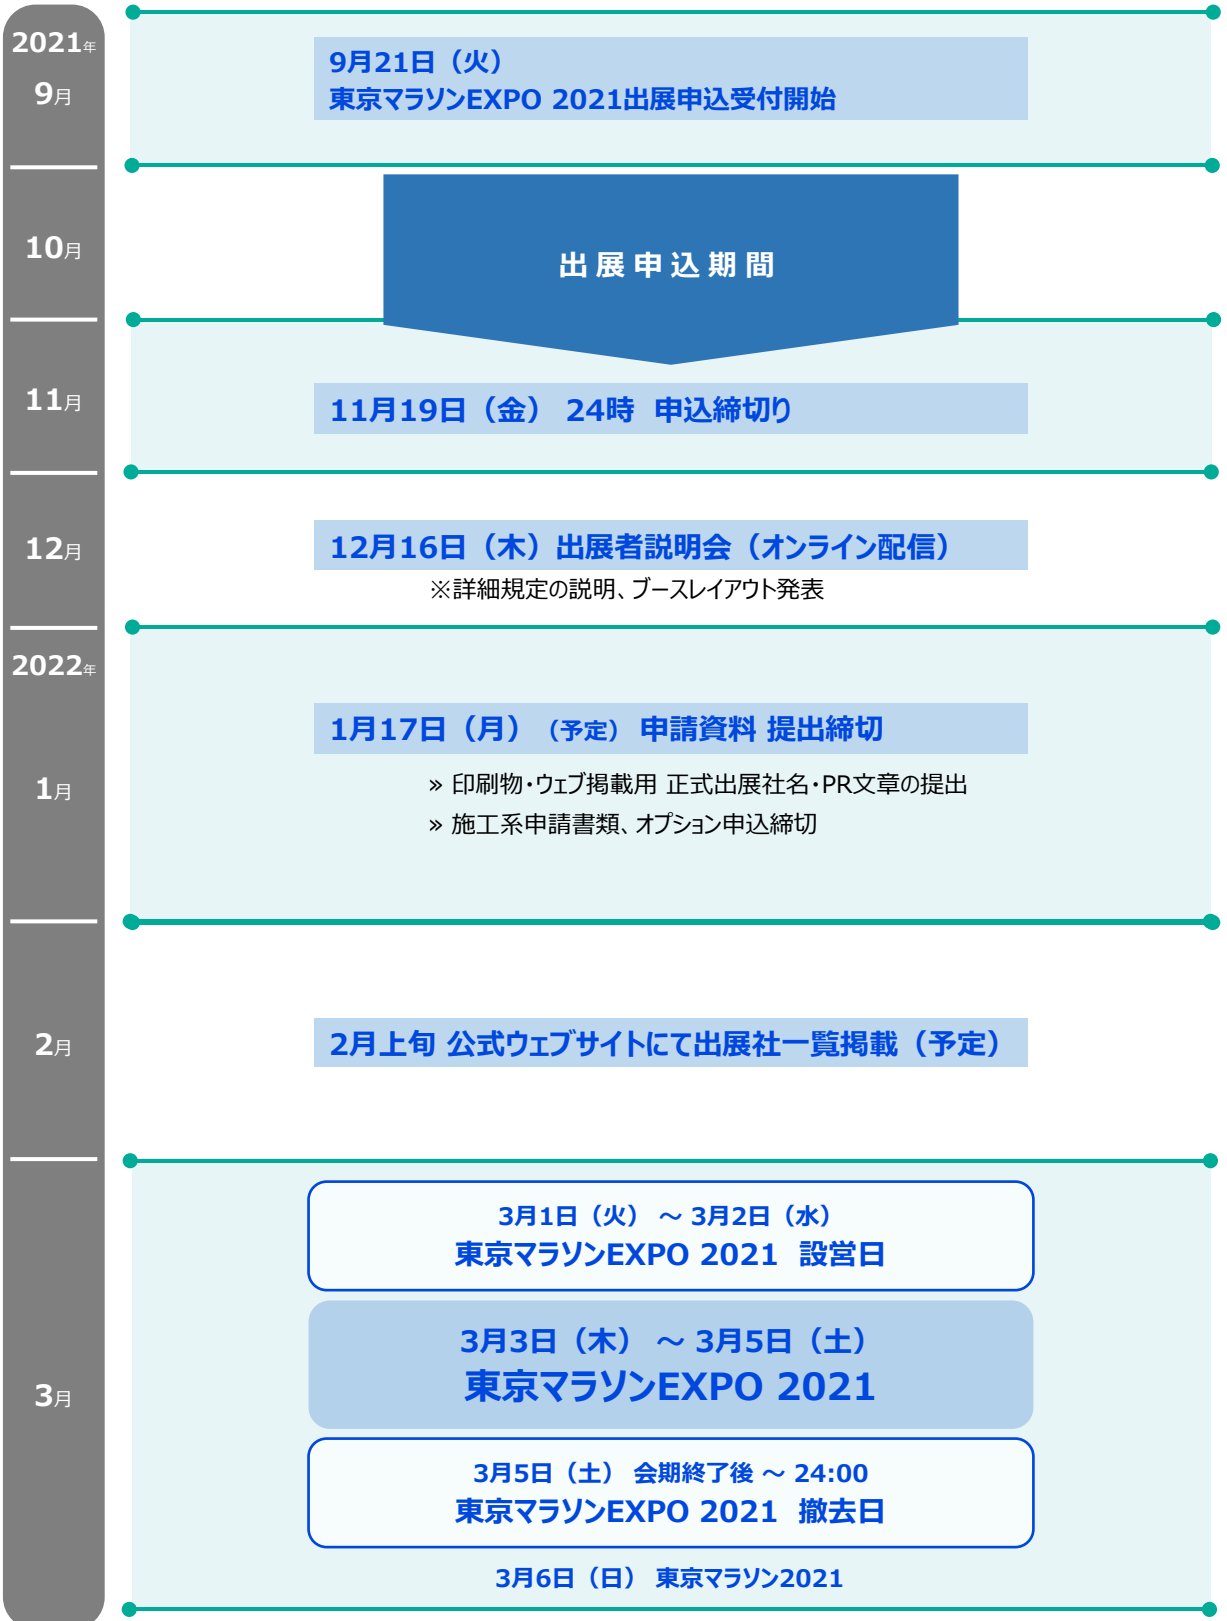 2021年
9月
9月21日（火）
東京マラソンEXPO 2021出展申込受付開始
10月
出展申込期間
11月
11月19日（金） 24時 申込締切り
12月
12月16日（木）出展者説明会（オンライン配信）
※詳細規定の説明、ブースレイアウト発表
2022年
1月
1月17日（月）（予定） 申請資料 提出締切
» 印刷物・ウェブ掲載用 正式出展社名・PR文章の提出
» 施工系申請書類、オプション申込締切
2月
2月上旬 公式ウェブサイトにて出展社一覧掲載（予定）
3月
3月1日（火） ～ 3月2日（水）
東京マラソンEXPO 2021 設営日
3月3日（木） ～ 3月5日（土）
東京マラソンEXPO 2021
3月5日（土） 会期終了後 ～ 24:00
東京マラソンEXPO 2021 撤去日
3月6日（日） 東京マラソン2021